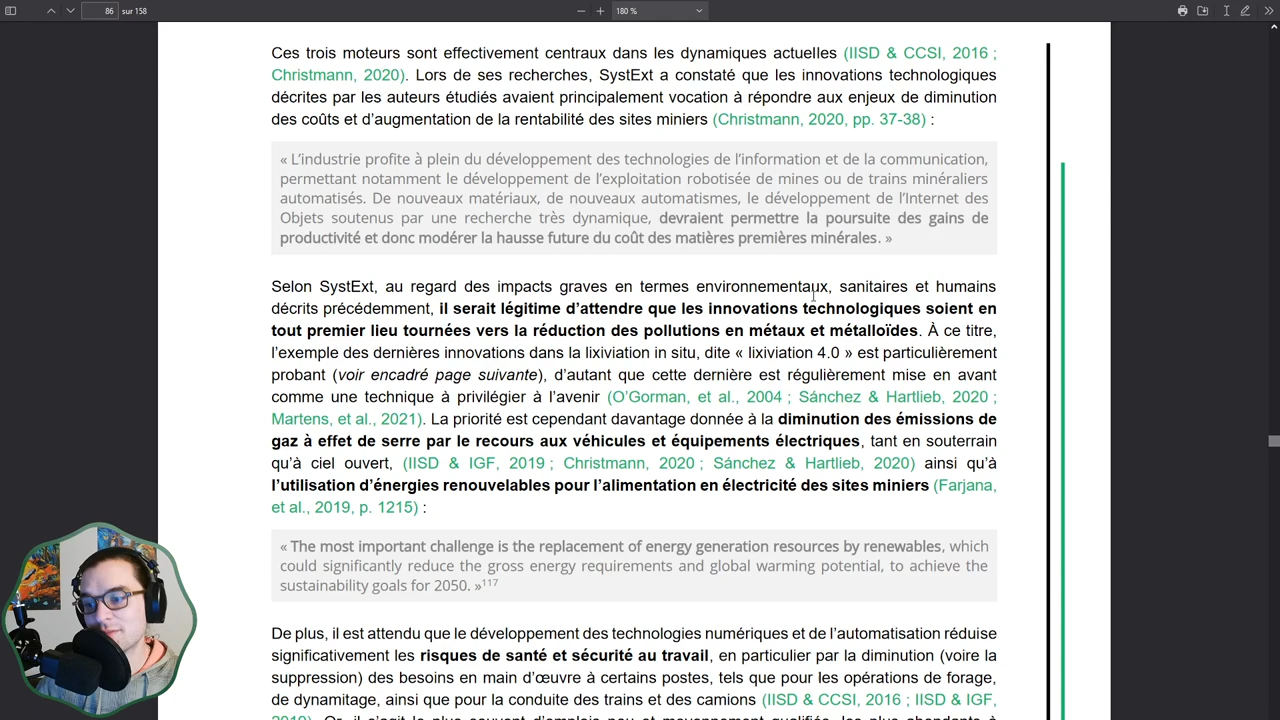 86 sur 158
180 %
Ces trois moteurs sont effectivement centraux dans les dynamiques actuelles (IISD & CCSI, 2016 ;
Christmann, 2020). Lors de ses recherches, SystExt a constaté que les innovations technologiques
décrites par les auteurs étudiés avaient principalement vocation à répondre aux enjeux de diminution
des coûts et d’augmentation de la rentabilité des sites miniers (Christmann, 2020, pp. 37-38) :
« L’industrie profite à plein du développement des technologies de l’information et de la communication,
permettant notamment le développement de l’exploitation robotisée de mines ou de trains minéraliers
automatisés. De nouveaux matériaux, de nouveaux automatismes, le développement de l’Internet des
Objets soutenus par une recherche très dynamique, devraient permettre la poursuite des gains de
productivité et donc modérer la hausse future du coût des matières premières minérales. »
Selon SystExt, au regard des impacts graves en termes environnementaux, sanitaires et humains
décrits précédemment, il serait légitime d’attendre que les innovations technologiques soient en
tout premier lieu tournées vers la réduction des pollutions en métaux et métalloïdes. À ce titre,
l’exemple des dernières innovations dans la lixiviation in situ, dite « lixiviation 4.0 » est particulièrement
probant (voir encadré page suivante), d’autant que cette dernière est régulièrement mise en avant
comme une technique à privilégier à l’avenir (O’Gorman, et al., 2004 ; Sánchez & Hartlieb, 2020 ;
Martens, et al., 2021). La priorité est cependant davantage donnée à la diminution des émissions de
gaz à effet de serre par le recours aux véhicules et équipements électriques, tant en souterrain
qu’à ciel ouvert, (IISD & IGF, 2019 ; Christmann, 2020 ; Sánchez & Hartlieb, 2020) ainsi qu’à
l’utilisation d’énergies renouvelables pour l’alimentation en électricité des sites miniers (Farjana,
et al., 2019, p. 1215) :
« The most important challenge is the replacement of energy generation resources by renewables, which
could significantly reduce the gross energy requirements and global warming potential, to achieve the
sustainability goals for 2050. »117
De plus, il est attendu que le développement des technologies numériques et de l’automatisation réduise
significativement les risques de santé et sécurité au travail, en particulier par la diminution (voire la
suppression) des besoins en main d’œuvre à certains postes, tels que pour les opérations de forage,
de dynamitage, ainsi que pour la conduite des trains et des camions (IISD & CCSI, 2016 ; IISD & IGF,
2019). Or, il s’agit le plus souvent d’emplois peu et moyennement qualifiés, les plus abondants à